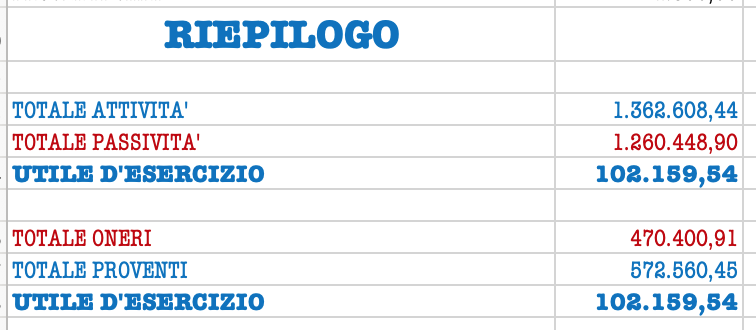 RIEPILOGO
TOTALE ATTIVITA' 1.362.608,44
TOTALE PASSIVITA' 1.260.448,90
UTILE D'ESERCIZIO 102.159,54
TOTALE ONERI 470.400,91
TOTALE PROVENTI 572.560,45
UTILE D'ESERCIZIO 102.159,54